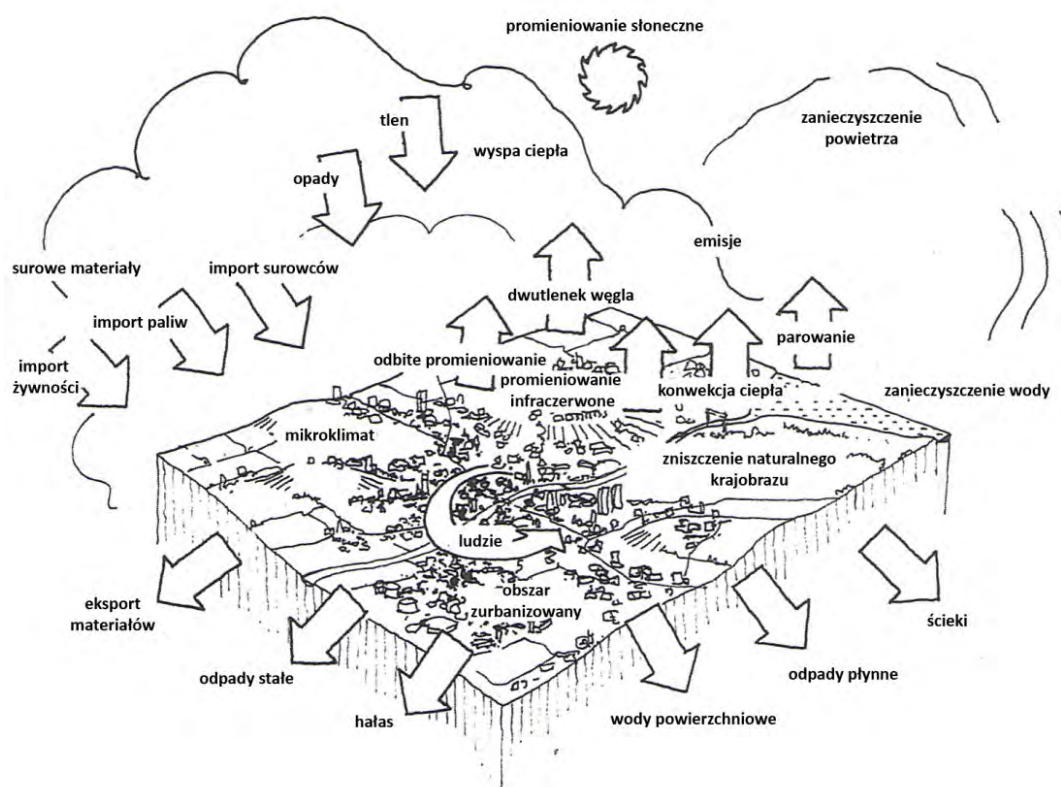 promieniowanie słoneczne
zanieczyszczenie
powietrza
tlen
wyspa ciepła
opady
emisje
surowe materiały
import surowców
dwutlenek węgla
import paliw
parowanie
import
żywności
odbite promieniowanie
promieniowanie
infraczerwone
konwekcja ciepła
zanieczyszczenie wody
mikroklimat
zniszczenie naturalnego
krajobrazu
ludzie
obszar
zurbanizowany
eksport
materiałów
ścieki
odpady stałe
odpady płynne
hałas
wody powierzchniowe